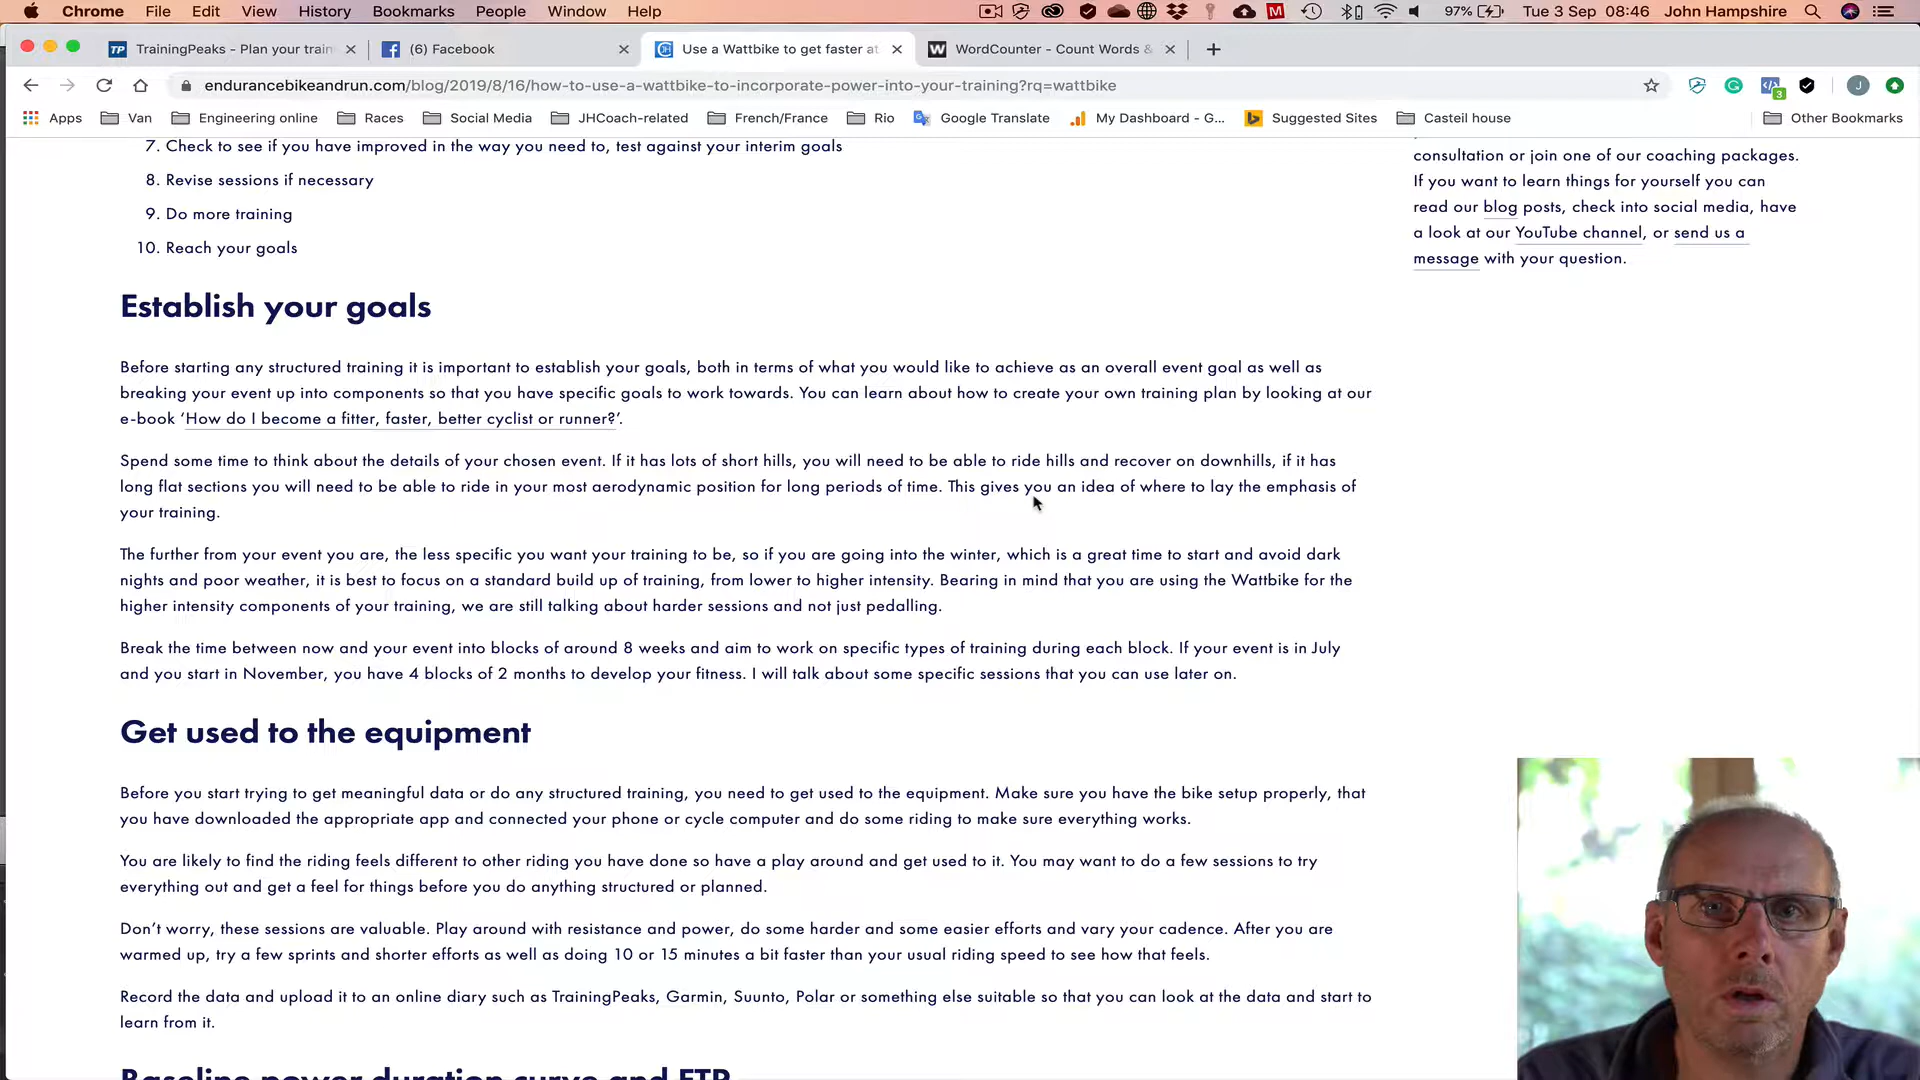 Chrome File Edit View History Bookmarks People Window Help 97% Tue 3 Sep 08:46 John Hampshire
TrainingPeaks - Plan your train
(6) Facebook
Use a Wattbike to get faster at
WordCounter - Count Words &
endurancebikeandrun.com/blog/2019/8/16/how-to-use-a-wattbike-to-incorporate-power-into-your-training?rq=wattbike
Apps Van Engineering online Races Social Media JHCoach-related French/France Rio Google Translate My Dashboard - G... Suggested Sites Casteil house Other Bookmarks
7. Check to see if you have improved in the way you need to, test against your interim goals
8. Revise sessions if necessary
9. Do more training
10. Reach your goals
Establish your goals
Before starting any structured training it is important to establish your goals, both in terms of what you would like to achieve as an overall event goal as well as
breaking your event up into components so that you have specific goals to work towards. You can learn about how to create your own training plan by looking at our
e-book ‘How do I become a fitter, faster, better cyclist or runner?’.
Spend some time to think about the details of your chosen event. If it has lots of short hills, you will need to be able to ride hills and recover on downhills, if it has
long flat sections you will need to be able to ride in your most aerodynamic position for long periods of time. This gives you an idea of where to lay the emphasis of
your training.
The further from your event you are, the less specific you want your training to be, so if you are going into the winter, which is a great time to start and avoid dark
nights and poor weather, it is best to focus on a standard build up of training, from lower to higher intensity. Bearing in mind that you are using the Wattbike for the
higher intensity components of your training, we are still talking about harder sessions and not just pedalling.
Break the time between now and your event into blocks of around 8 weeks and aim to work on specific types of training during each block. If your event is in July
and you start in November, you have 4 blocks of 2 months to develop your fitness. I will talk about some specific sessions that you can use later on.
Get used to the equipment
Before you start trying to get meaningful data or do any structured training, you need to get used to the equipment. Make sure you have the bike setup properly, that
you have downloaded the appropriate app and connected your phone or cycle computer and do some riding to make sure everything works.
You are likely to find the riding feels different to other riding you have done so have a play around and get used to it. You may want to do a few sessions to try
everything out and get a feel for things before you do anything structured or planned.
Don’t worry, these sessions are valuable. Play around with resistance and power, do some harder and some easier efforts and vary your cadence. After you are
warmed up, try a few sprints and shorter efforts as well as doing 10 or 15 minutes a bit faster than your usual riding speed to see how that feels.
Record the data and upload it to an online diary such as TrainingPeaks, Garmin, Suunto, Polar or something else suitable so that you can look at the data and start to
learn from it.
Baseline power duration curve and FTP
consultation or join one of our coaching packages.
If you want to learn things for yourself you can
read our blog posts, check into social media, have
a look at our YouTube channel, or send us a
message with your question.